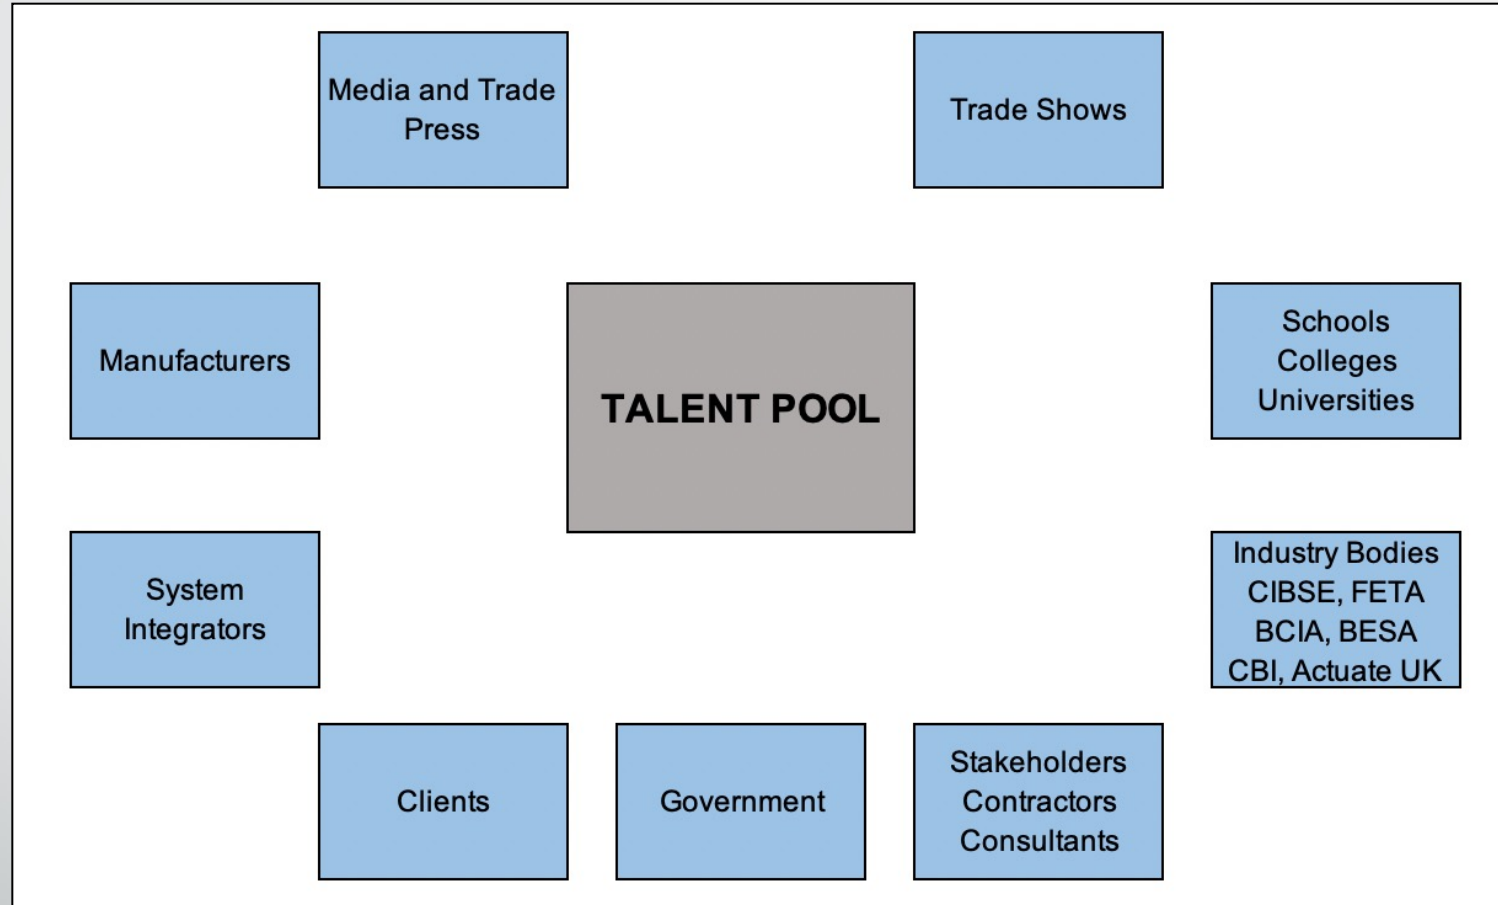 Media and Trade
Press
Trade Shows
Manufacturers
TALENT POOL
Schools
Colleges
Universities
System
Integrators
Industry Bodies
CIBSE, FETA
BCIA, BESA
CBI, Actuate UK
Clients
Government
Stakeholders
Contractors
Consultants